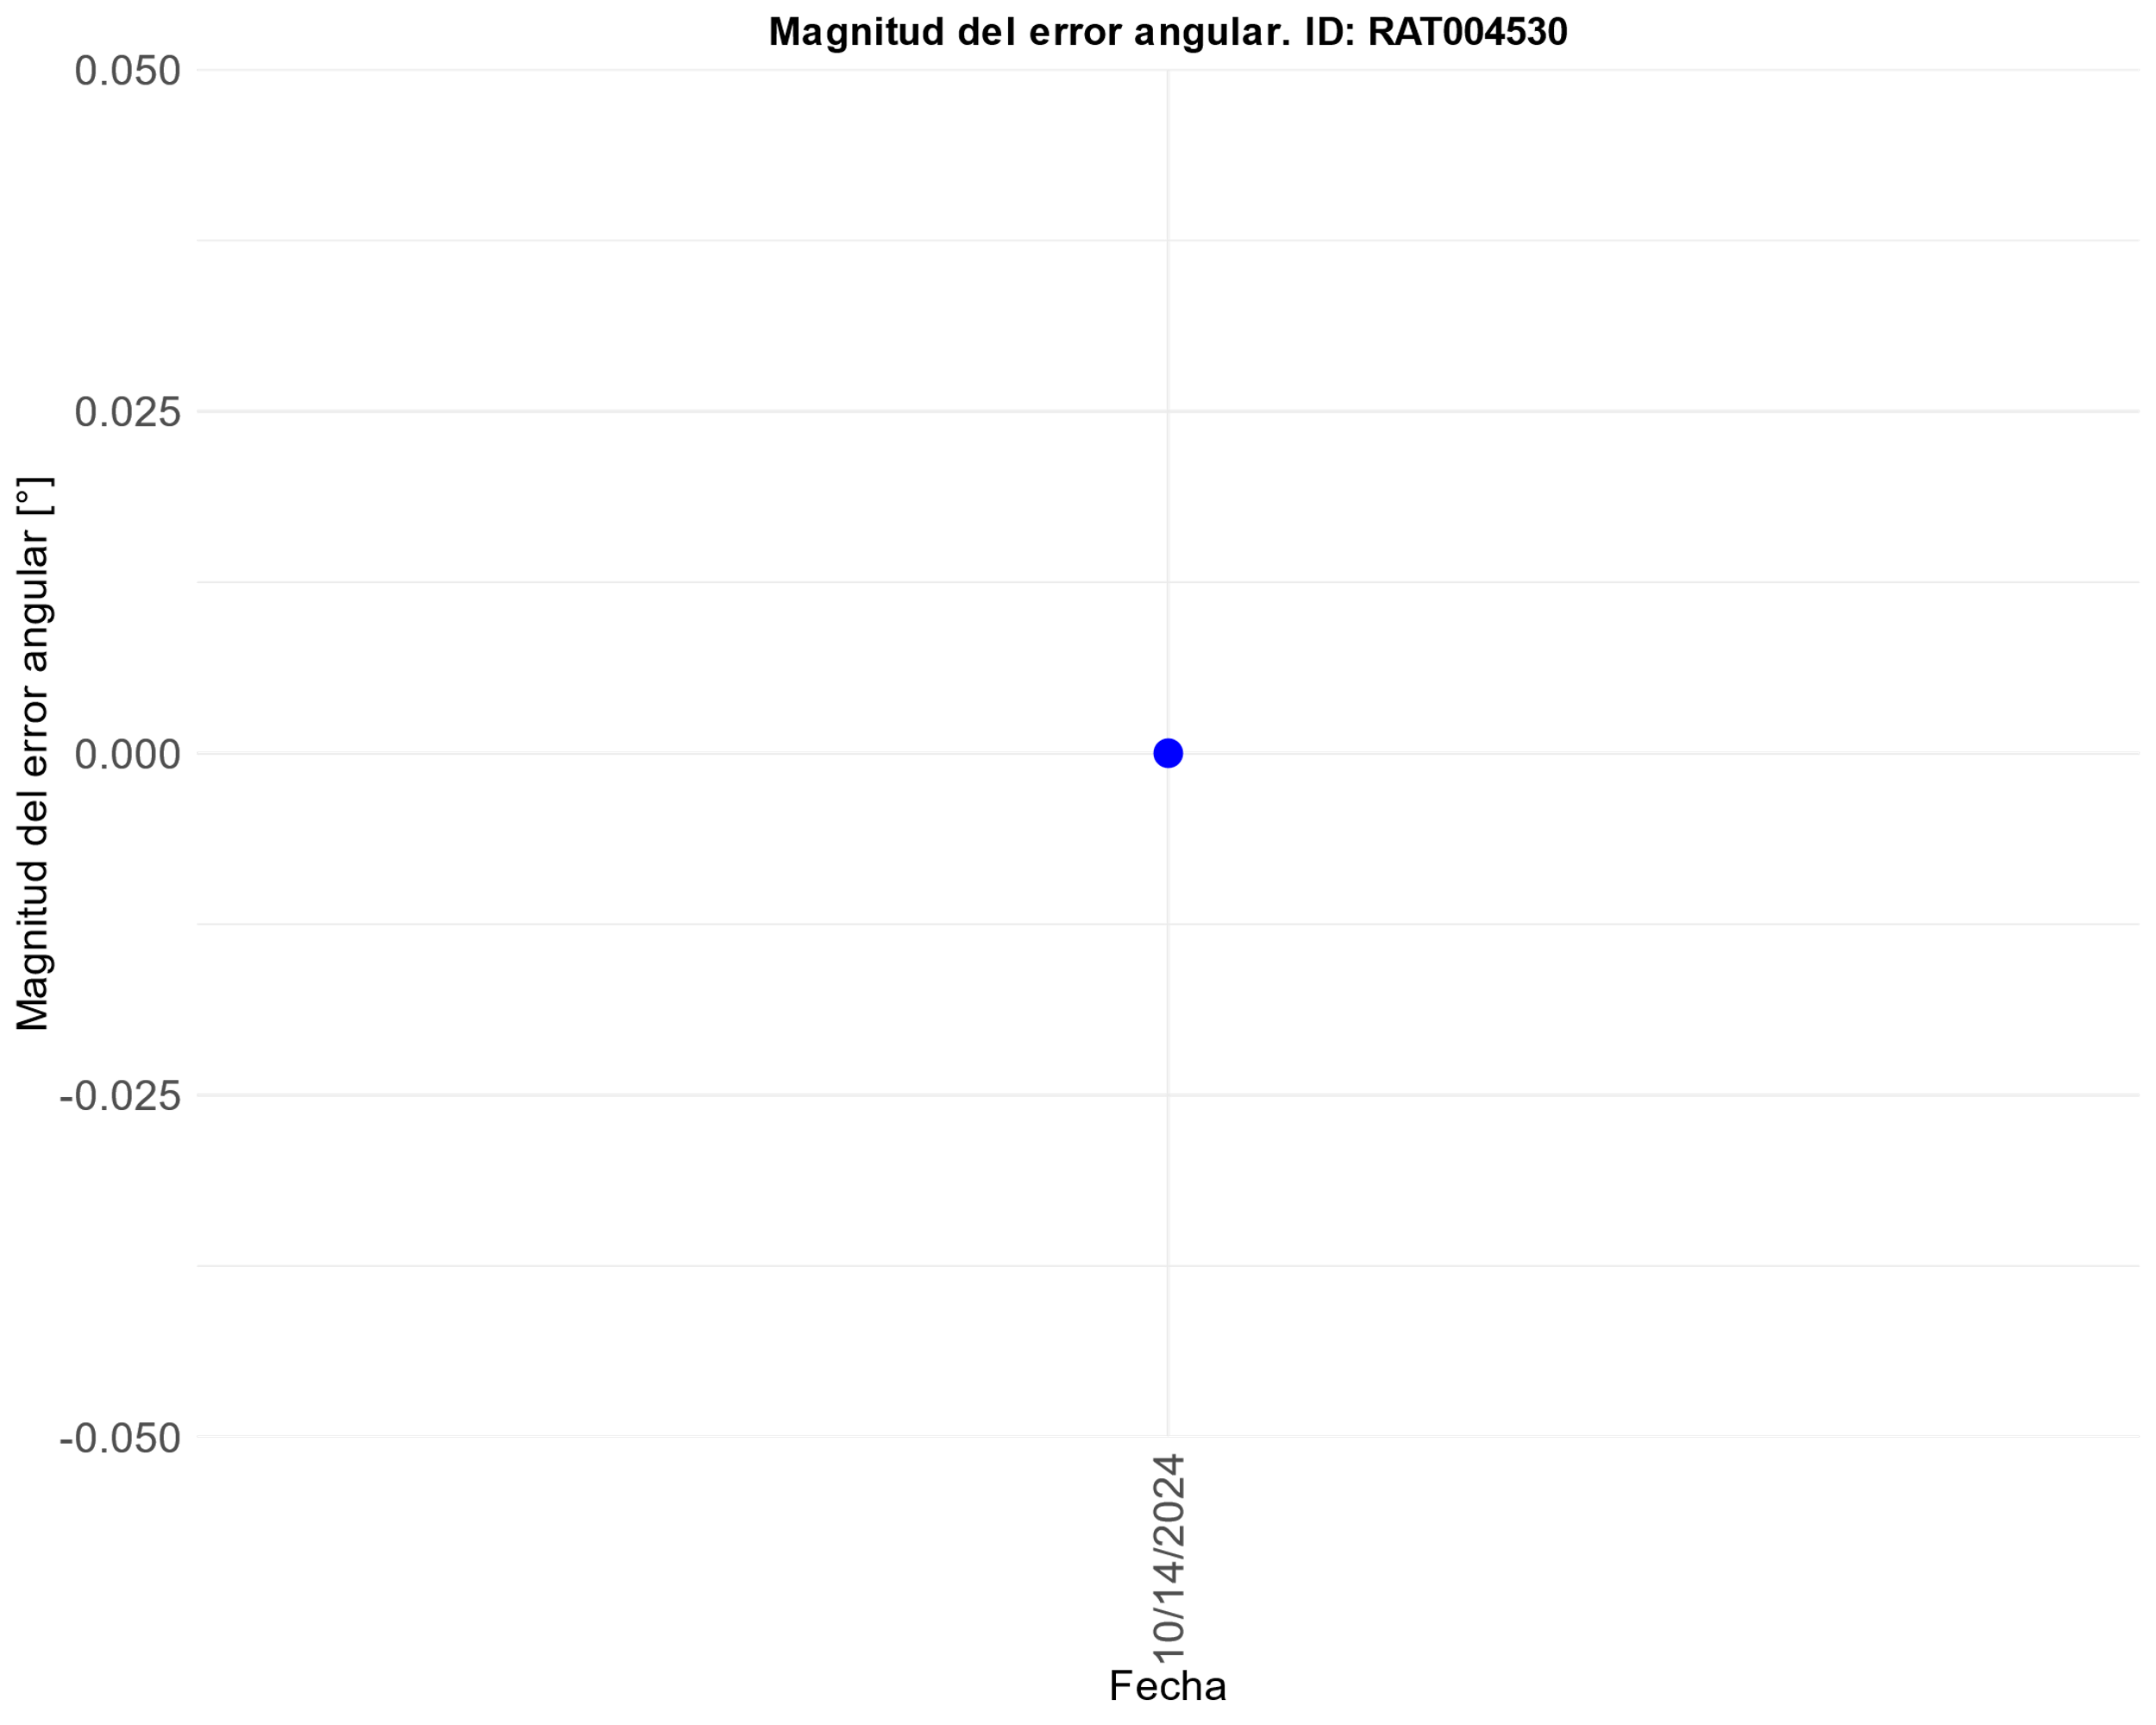 Magnitud del error angular. ID: RAT004530
0.050
0.025
0.000
-0.025
-0.050
Magnitud del error angular [°]
10/14/2024
Fecha